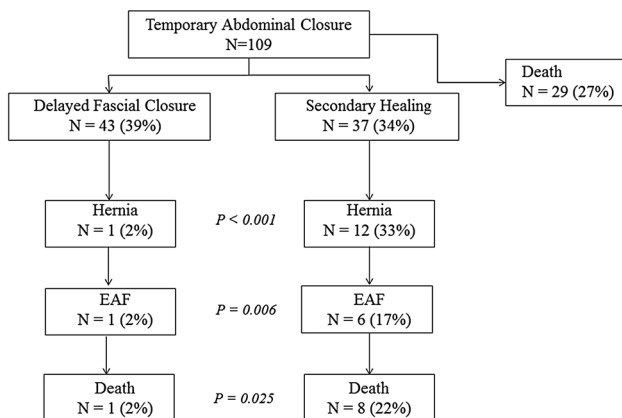 Temporary Abdominal Closure
N=109
Death
N = 29 (27%)
Delayed Fascial Closure
N = 43 (39%)
Secondary Healing
N = 37 (34%)
Hernia
N = 1 (2%)
P < 0.001
Hernia
N = 12 (33%)
EAF
N = 1 (2%)
P = 0.006
EAF
N = 6 (17%)
Death
N = 1 (2%)
P = 0.025
Death
N = 8 (22%)